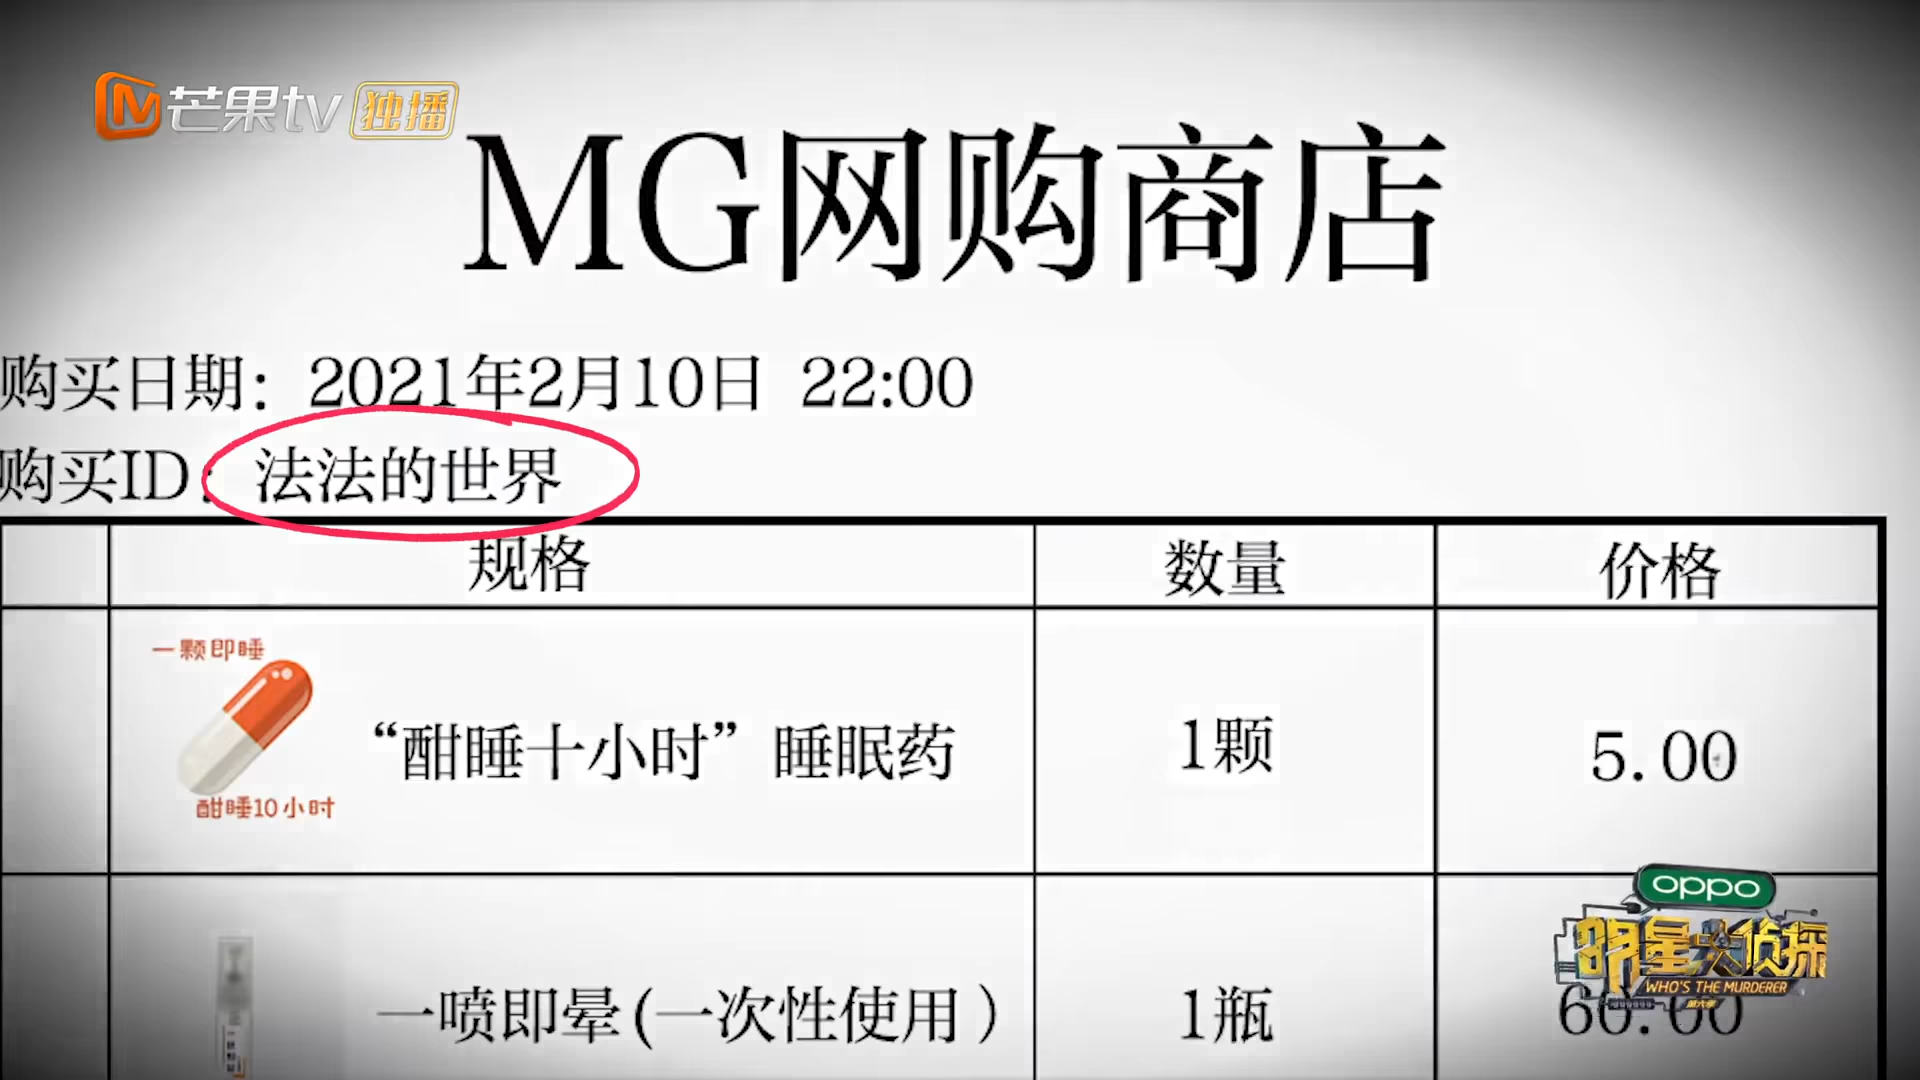 芒果tv 独播
MG网购商店
购买日期：2021年2月10日 22:00
购买ID：法法的世界
规格 数量 价格
一颗即睡
“酣睡十小时”睡眠药 1颗 5.00
酣睡10小时
一喷即晕(一次性使用) 1瓶 60.00
oppo
明星大侦探
WHO'S THE MURDERER
第六季